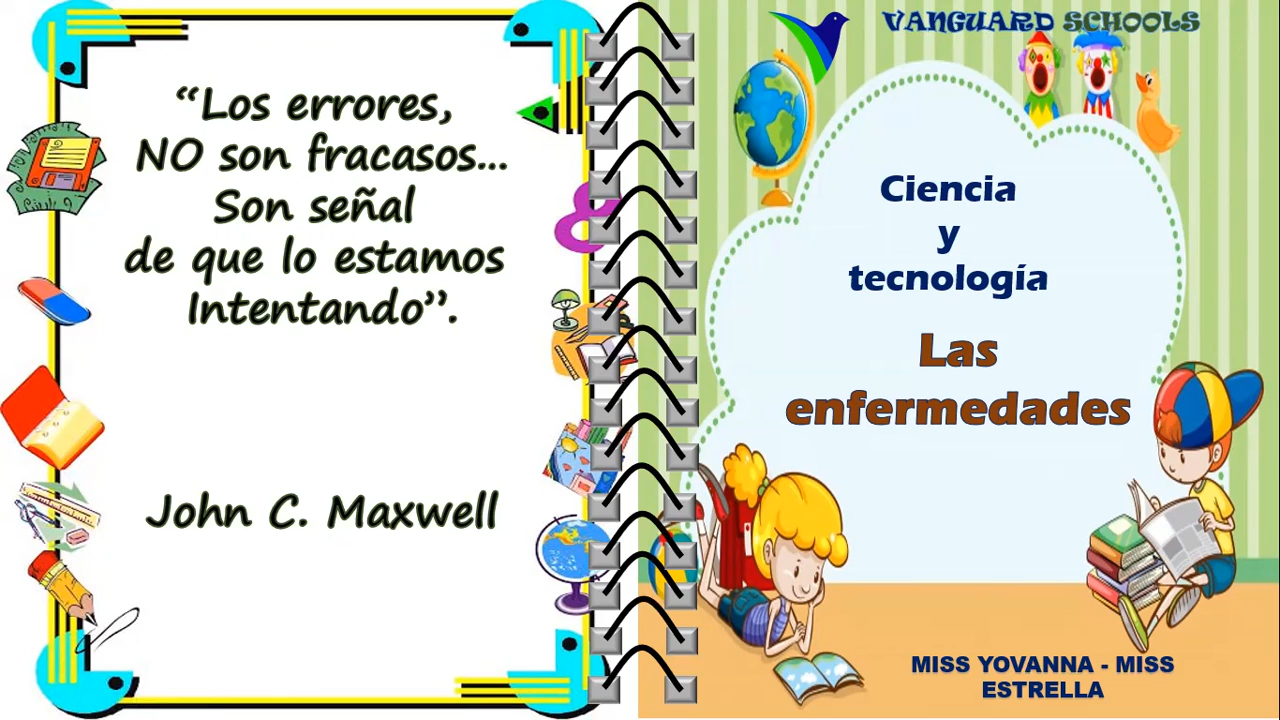 “Los errores,
NO son fracasos...
Son señal
de que lo estamos
Intentando”.
John C. Maxwell
VANGUARD SCHOOLS
Ciencia
y
tecnología
Las
enfermedades
MISS YOVANNA - MISS
ESTRELLA